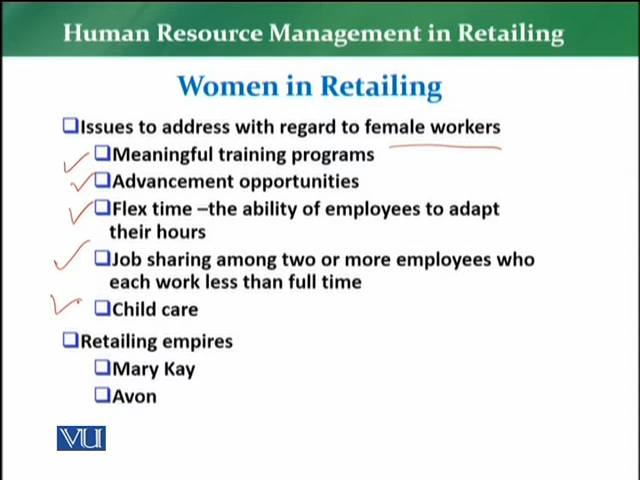 Human Resource Management in Retailing
Women in Retailing
Issues to address with regard to female workers
Meaningful training programs
Advancement opportunities
Flex time –the ability of employees to adapt
their hours
Job sharing among two or more employees who
each work less than full time
Child care
Retailing empires
Mary Kay
Avon
VU